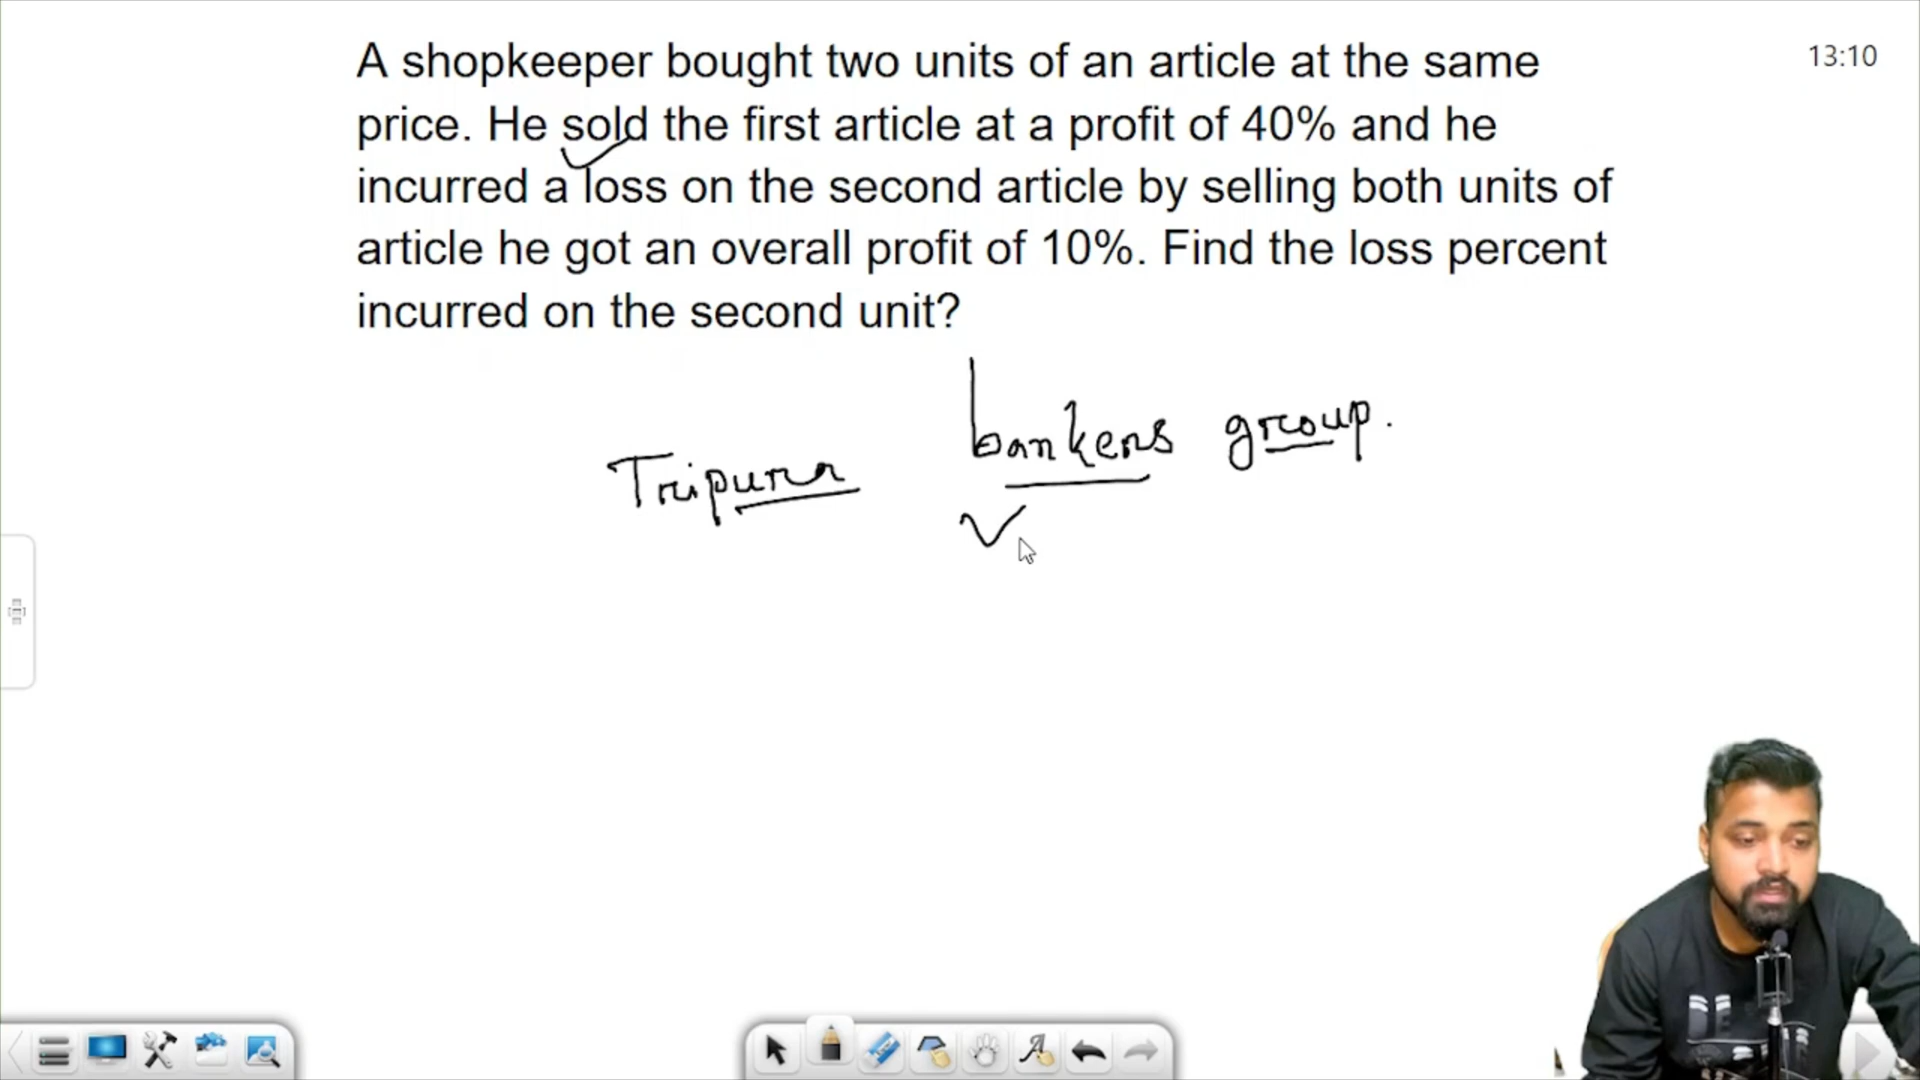 A shopkeeper bought two units of an article at the same
13:10
price. He sold the first article at a profit of 40% and he
incurred a loss on the second article by selling both units of
article he got an overall profit of 10%. Find the loss percent
incurred on the second unit?
Tripura bankers group.